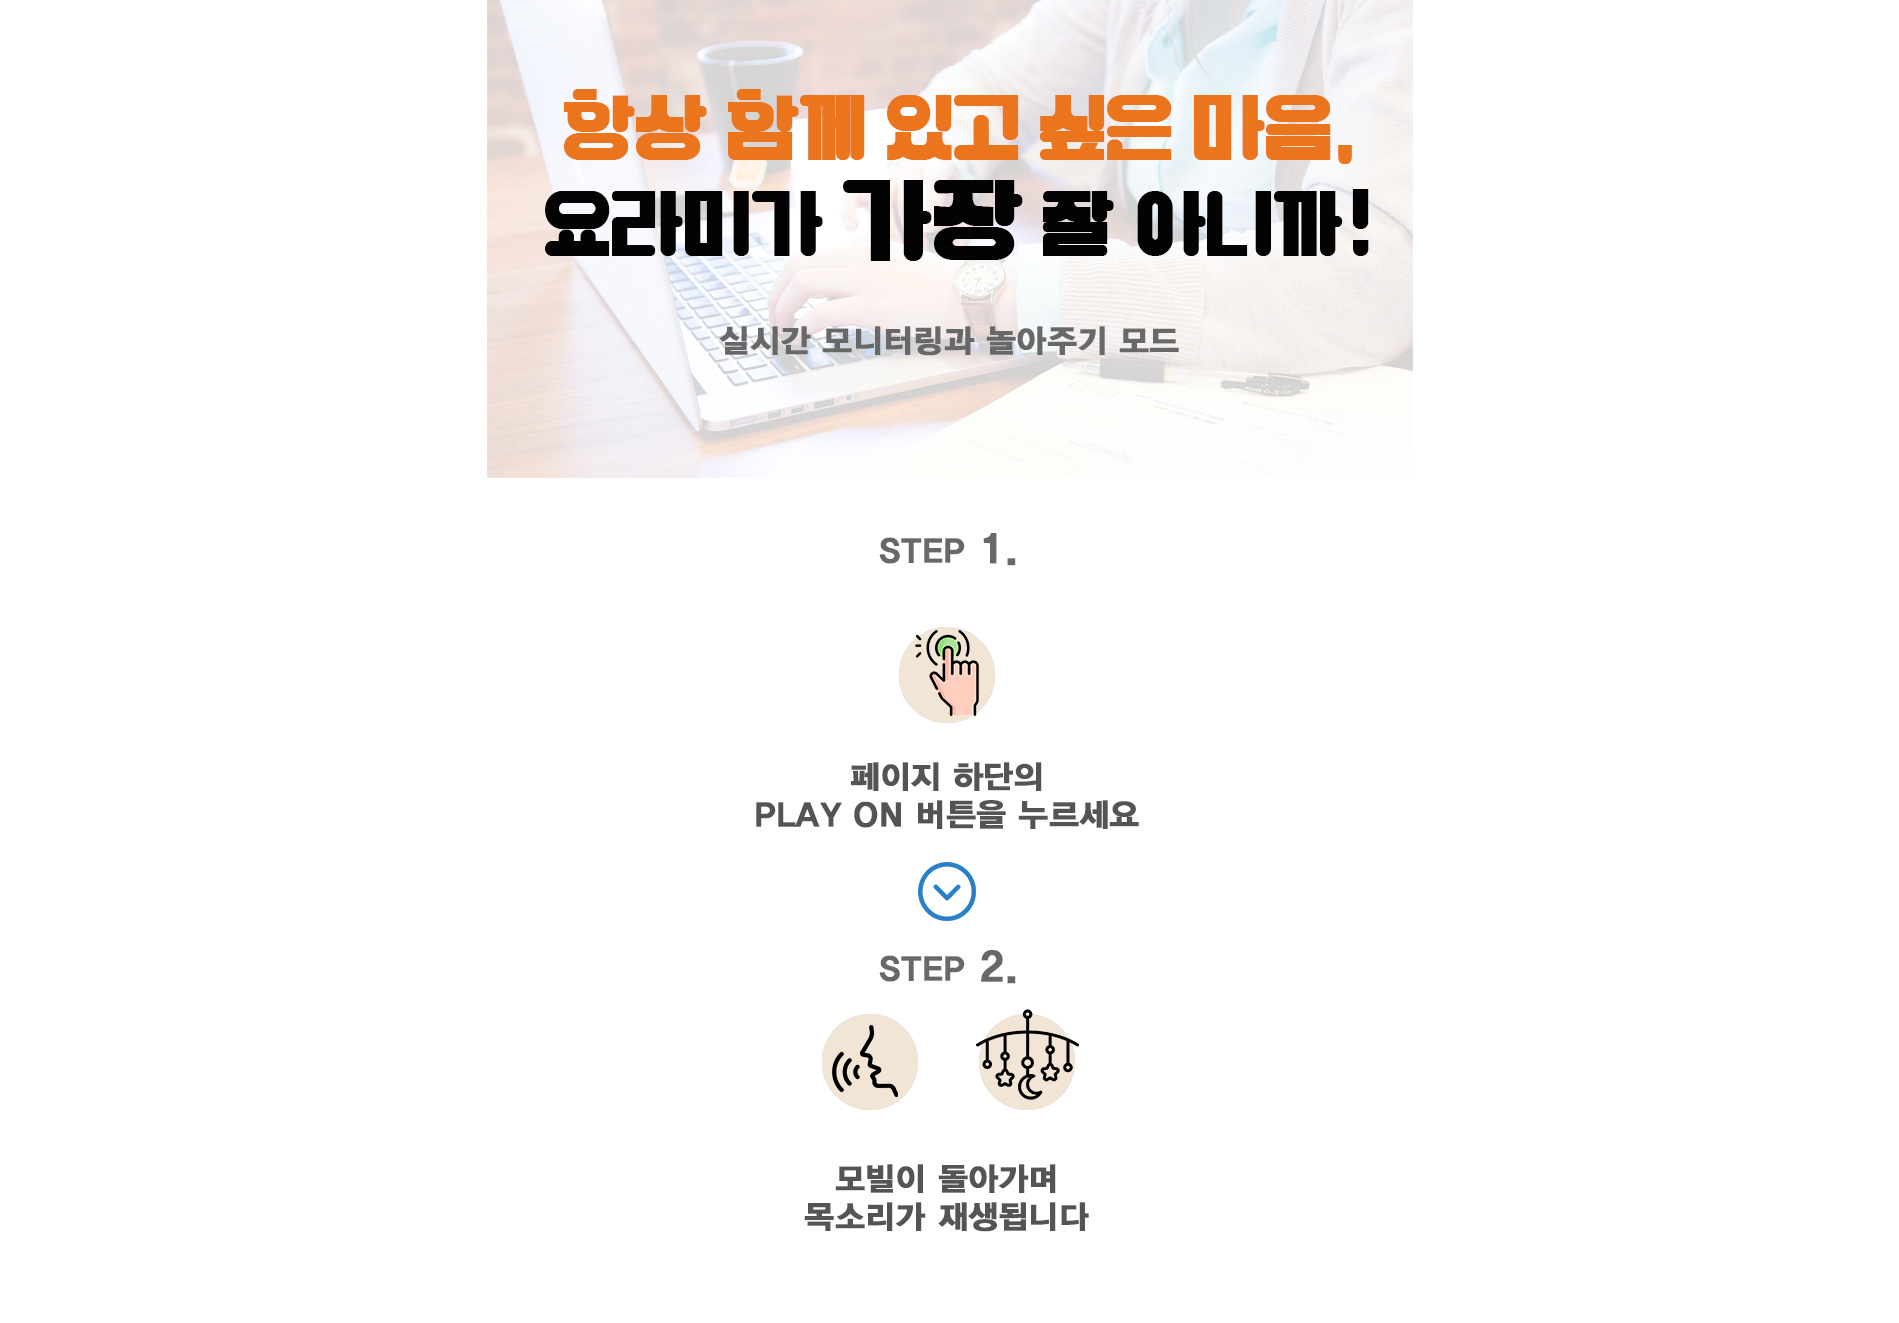 항상 함께 있고 싶은 마음,
요라미가 가장 잘 아니까!
실시간 모니터링과 놀아주기 모드
STEP 1.
페이지 하단의
PLAY ON 버튼을 누르세요
STEP 2.
모빌이 돌아가며
목소리가 재생됩니다